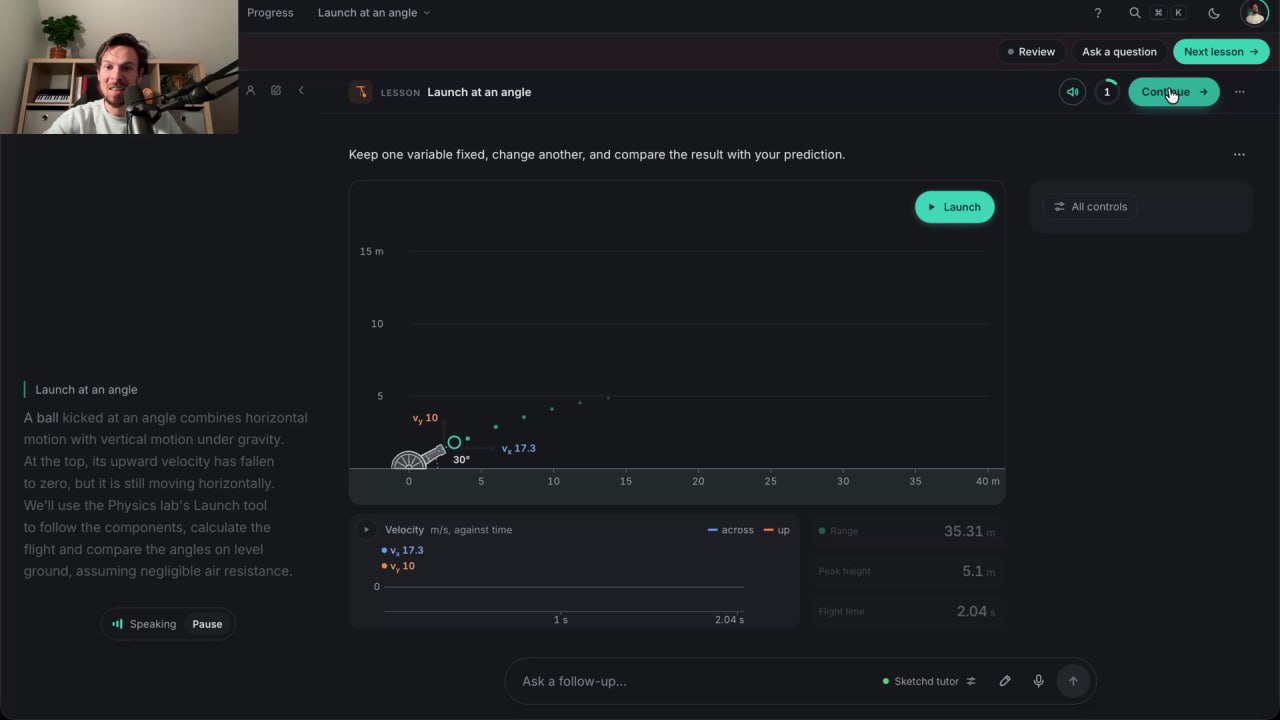 Progress
Launch at an angle
?
⌘ K
Review
Ask a question
Next lesson →
LESSON Launch at an angle
1
Continue →
Keep one variable fixed, change another, and compare the result with your prediction.
Launch
All controls
15 m
10
5
vy 10
vx 17.3
30°
0 5 10 15 20 25 30 35 40 m
Launch at an angle
A ball kicked at an angle combines horizontal
motion with vertical motion under gravity.
At the top, its upward velocity has fallen
to zero, but it is still moving horizontally.
We'll use the Physics lab's Launch tool
to follow the components, calculate the
flight and compare the angles on level
ground, assuming negligible air resistance.
Speaking Pause
Velocity m/s, against time
across up
vx 17.3
vy 10
0
1 s 2.04 s
Range 35.31 m
Peak height 5.1 m
Flight time 2.04 s
Ask a follow-up...
Sketchd tutor